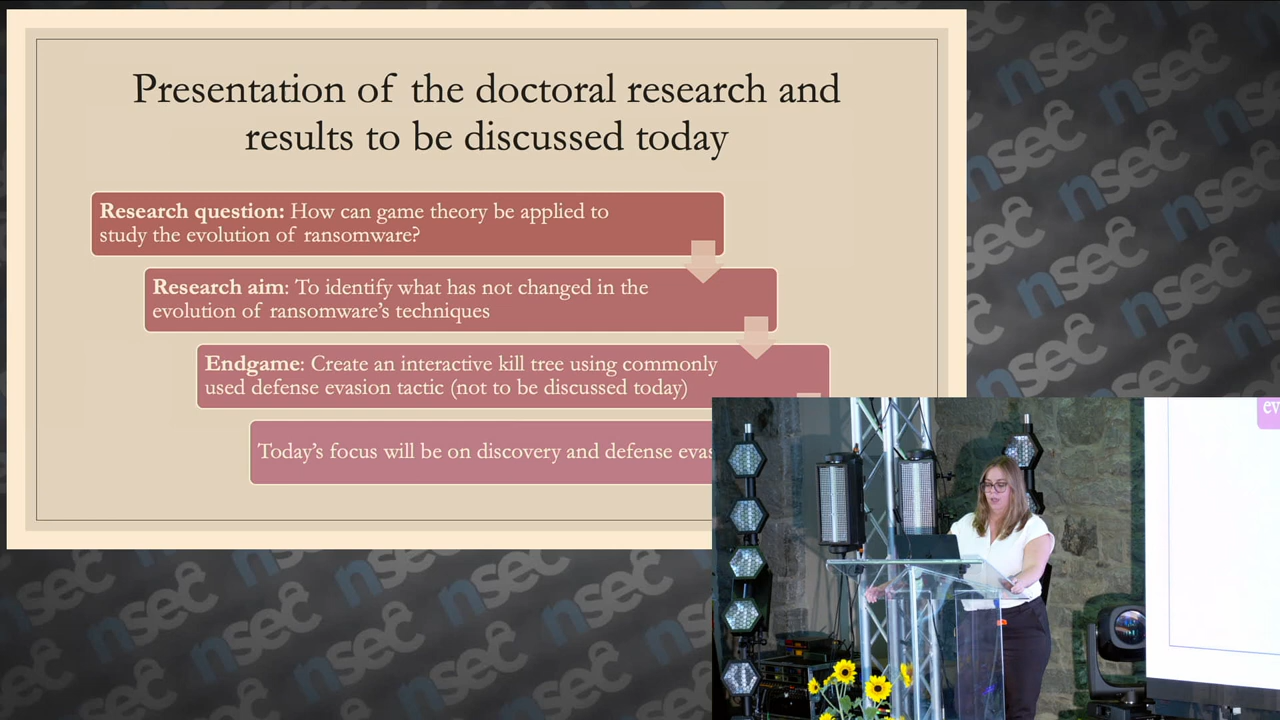 Presentation of the doctoral research and
results to be discussed today
Research question: How can game theory be applied to
study the evolution of ransomware?
Research aim: To identify what has not changed in the
evolution of ransomware's techniques
Endgame: Create an interactive kill tree using commonly
used defense evasion tactic (not to be discussed today)
Today's focus will be on discovery and defense evas
ev
nsec